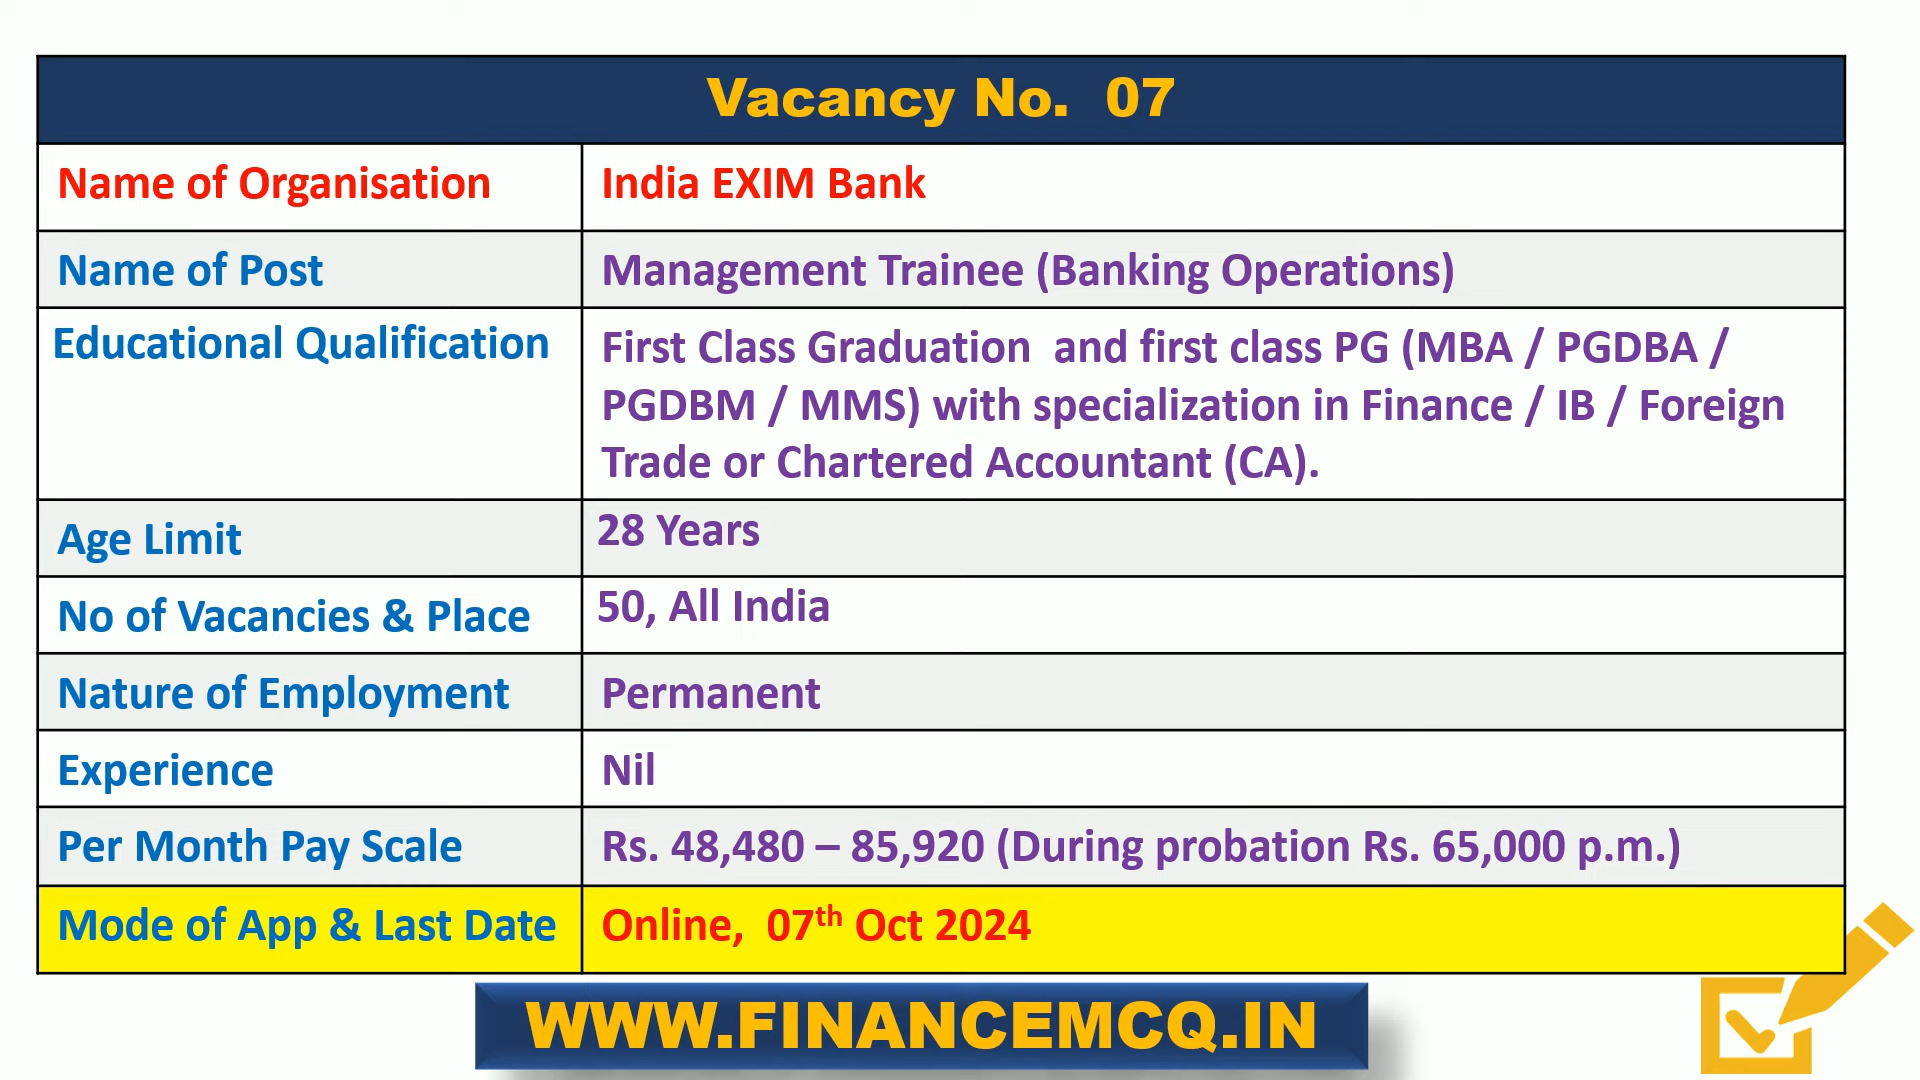 Vacancy No. 07
Name of Organisation India EXIM Bank
Name of Post Management Trainee (Banking Operations)
Educational Qualification First Class Graduation and first class PG (MBA / PGDBA /
PGDBM / MMS) with specialization in Finance / IB / Foreign
Trade or Chartered Accountant (CA).
Age Limit 28 Years
No of Vacancies & Place 50, All India
Nature of Employment Permanent
Experience Nil
Per Month Pay Scale Rs. 48,480 – 85,920 (During probation Rs. 65,000 p.m.)
Mode of App & Last Date Online, 07th Oct 2024
WWW.FINANCEMCQ.IN